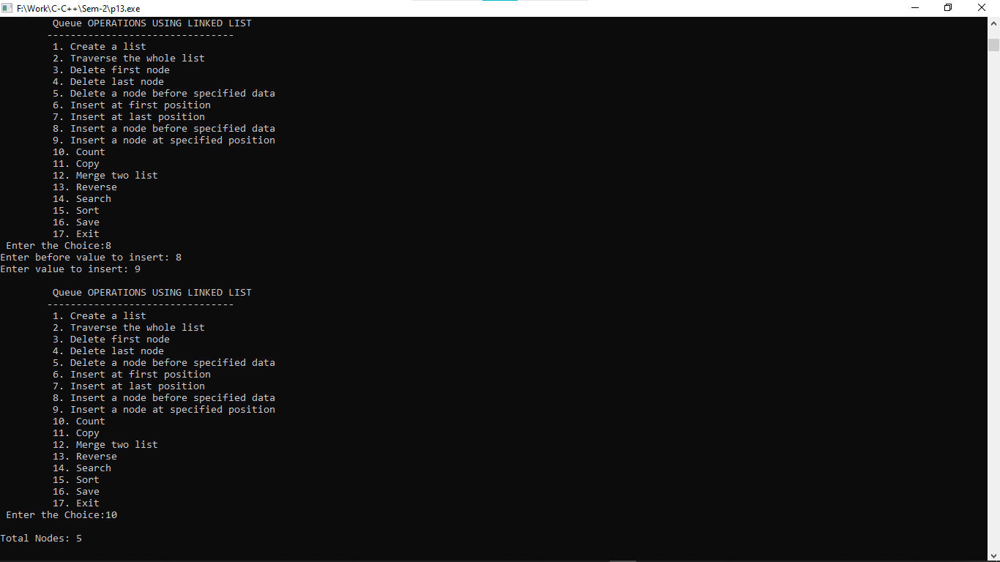 F:\Work\C-C++\Sem-2\p13.exe
Queue OPERATIONS USING LINKED LIST
--------------------------------
1. Create a list
2. Traverse the whole list
3. Delete first node
4. Delete last node
5. Delete a node before specified data
6. Insert at first position
7. Insert at last position
8. Insert a node before specified data
9. Insert a node at specified position
10. Count
11. Copy
12. Merge two list
13. Reverse
14. Search
15. Sort
16. Save
17. Exit
Enter the Choice:8
Enter before value to insert: 8
Enter value to insert: 9
Queue OPERATIONS USING LINKED LIST
--------------------------------
1. Create a list
2. Traverse the whole list
3. Delete first node
4. Delete last node
5. Delete a node before specified data
6. Insert at first position
7. Insert at last position
8. Insert a node before specified data
9. Insert a node at specified position
10. Count
11. Copy
12. Merge two list
13. Reverse
14. Search
15. Sort
16. Save
17. Exit
Enter the Choice:10
Total Nodes: 5